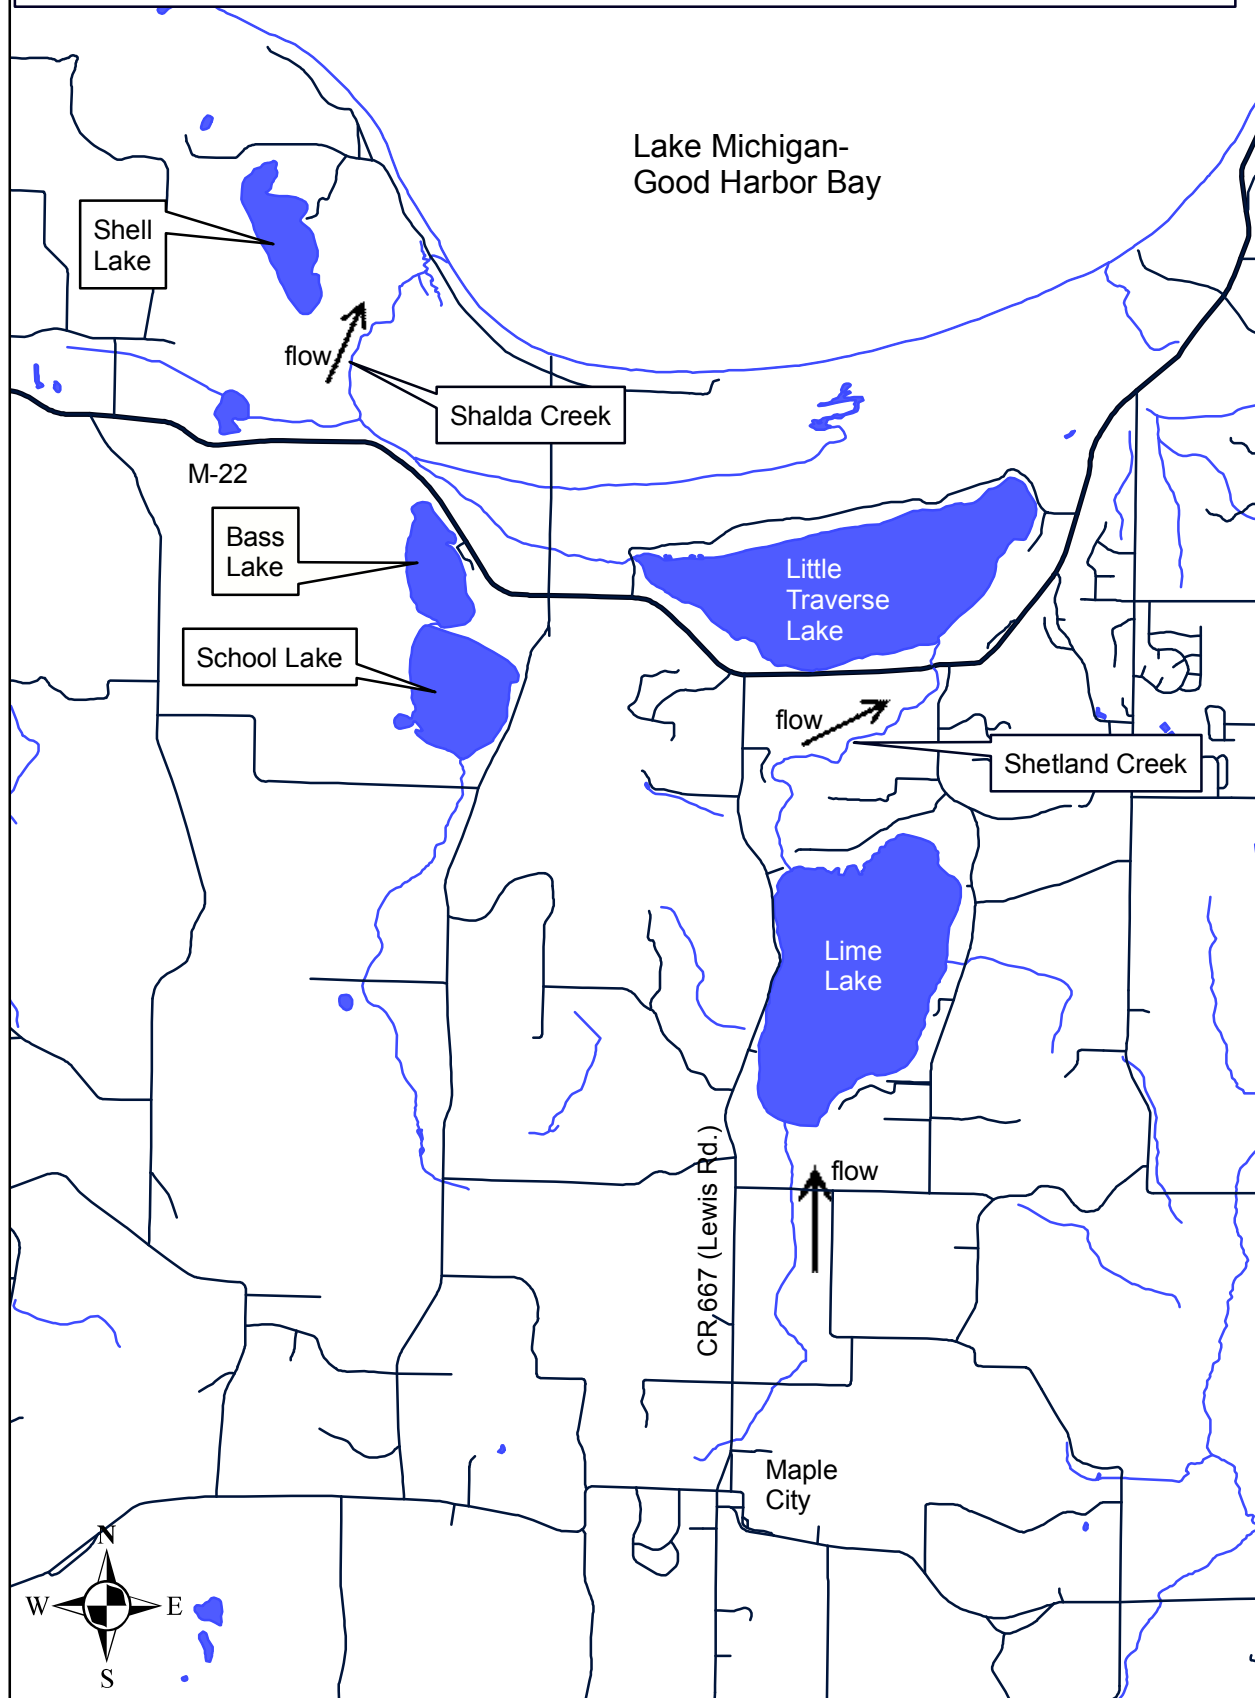 Lake Michigan-
Good Harbor Bay
Shell
Lake
flow
Shalda Creek
M-22
Bass
Lake
Little
Traverse
Lake
School Lake
flow
Shetland Creek
Lime
Lake
flow
CR 667 (Lewis Rd.)
Maple
City
N
W
E
S